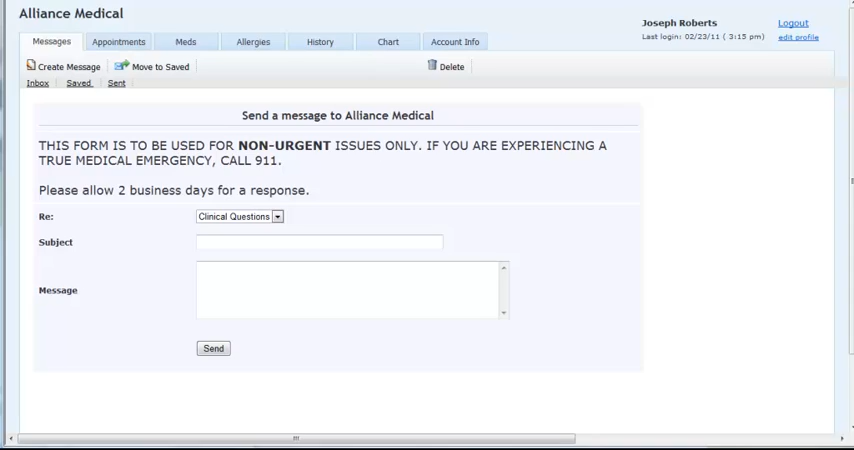 Alliance Medical
Joseph Roberts Logout
Last login: 02/23/11 ( 3:15 pm) edit profile
Messages Appointments Meds Allergies History Chart Account Info
Create Message Move to Saved Delete
Inbox Saved Sent
Send a message to Alliance Medical
THIS FORM IS TO BE USED FOR NON-URGENT ISSUES ONLY. IF YOU ARE EXPERIENCING A
TRUE MEDICAL EMERGENCY, CALL 911.
Please allow 2 business days for a response.
Re: Clinical Questions
Subject
Message
Send